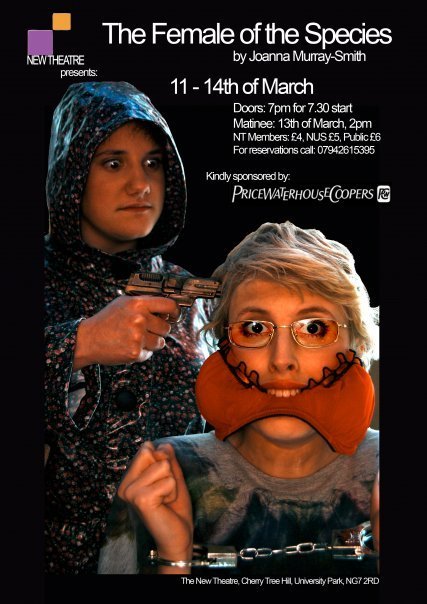 The Female of the Species
by Joanna Murray-Smith
NEW THEATRE
presents:
11 - 14th of March
Doors: 7pm for 7.30 start
Matinee: 13th of March, 2pm
NT Members: £4, NUS £5, Public £6
For reservations call: 07942615395
Kindly sponsored by:
PRICEWATERHOUSECOOPERS PwC
The New Theatre, Cherry Tree Hill, University Park, NG7 2RD